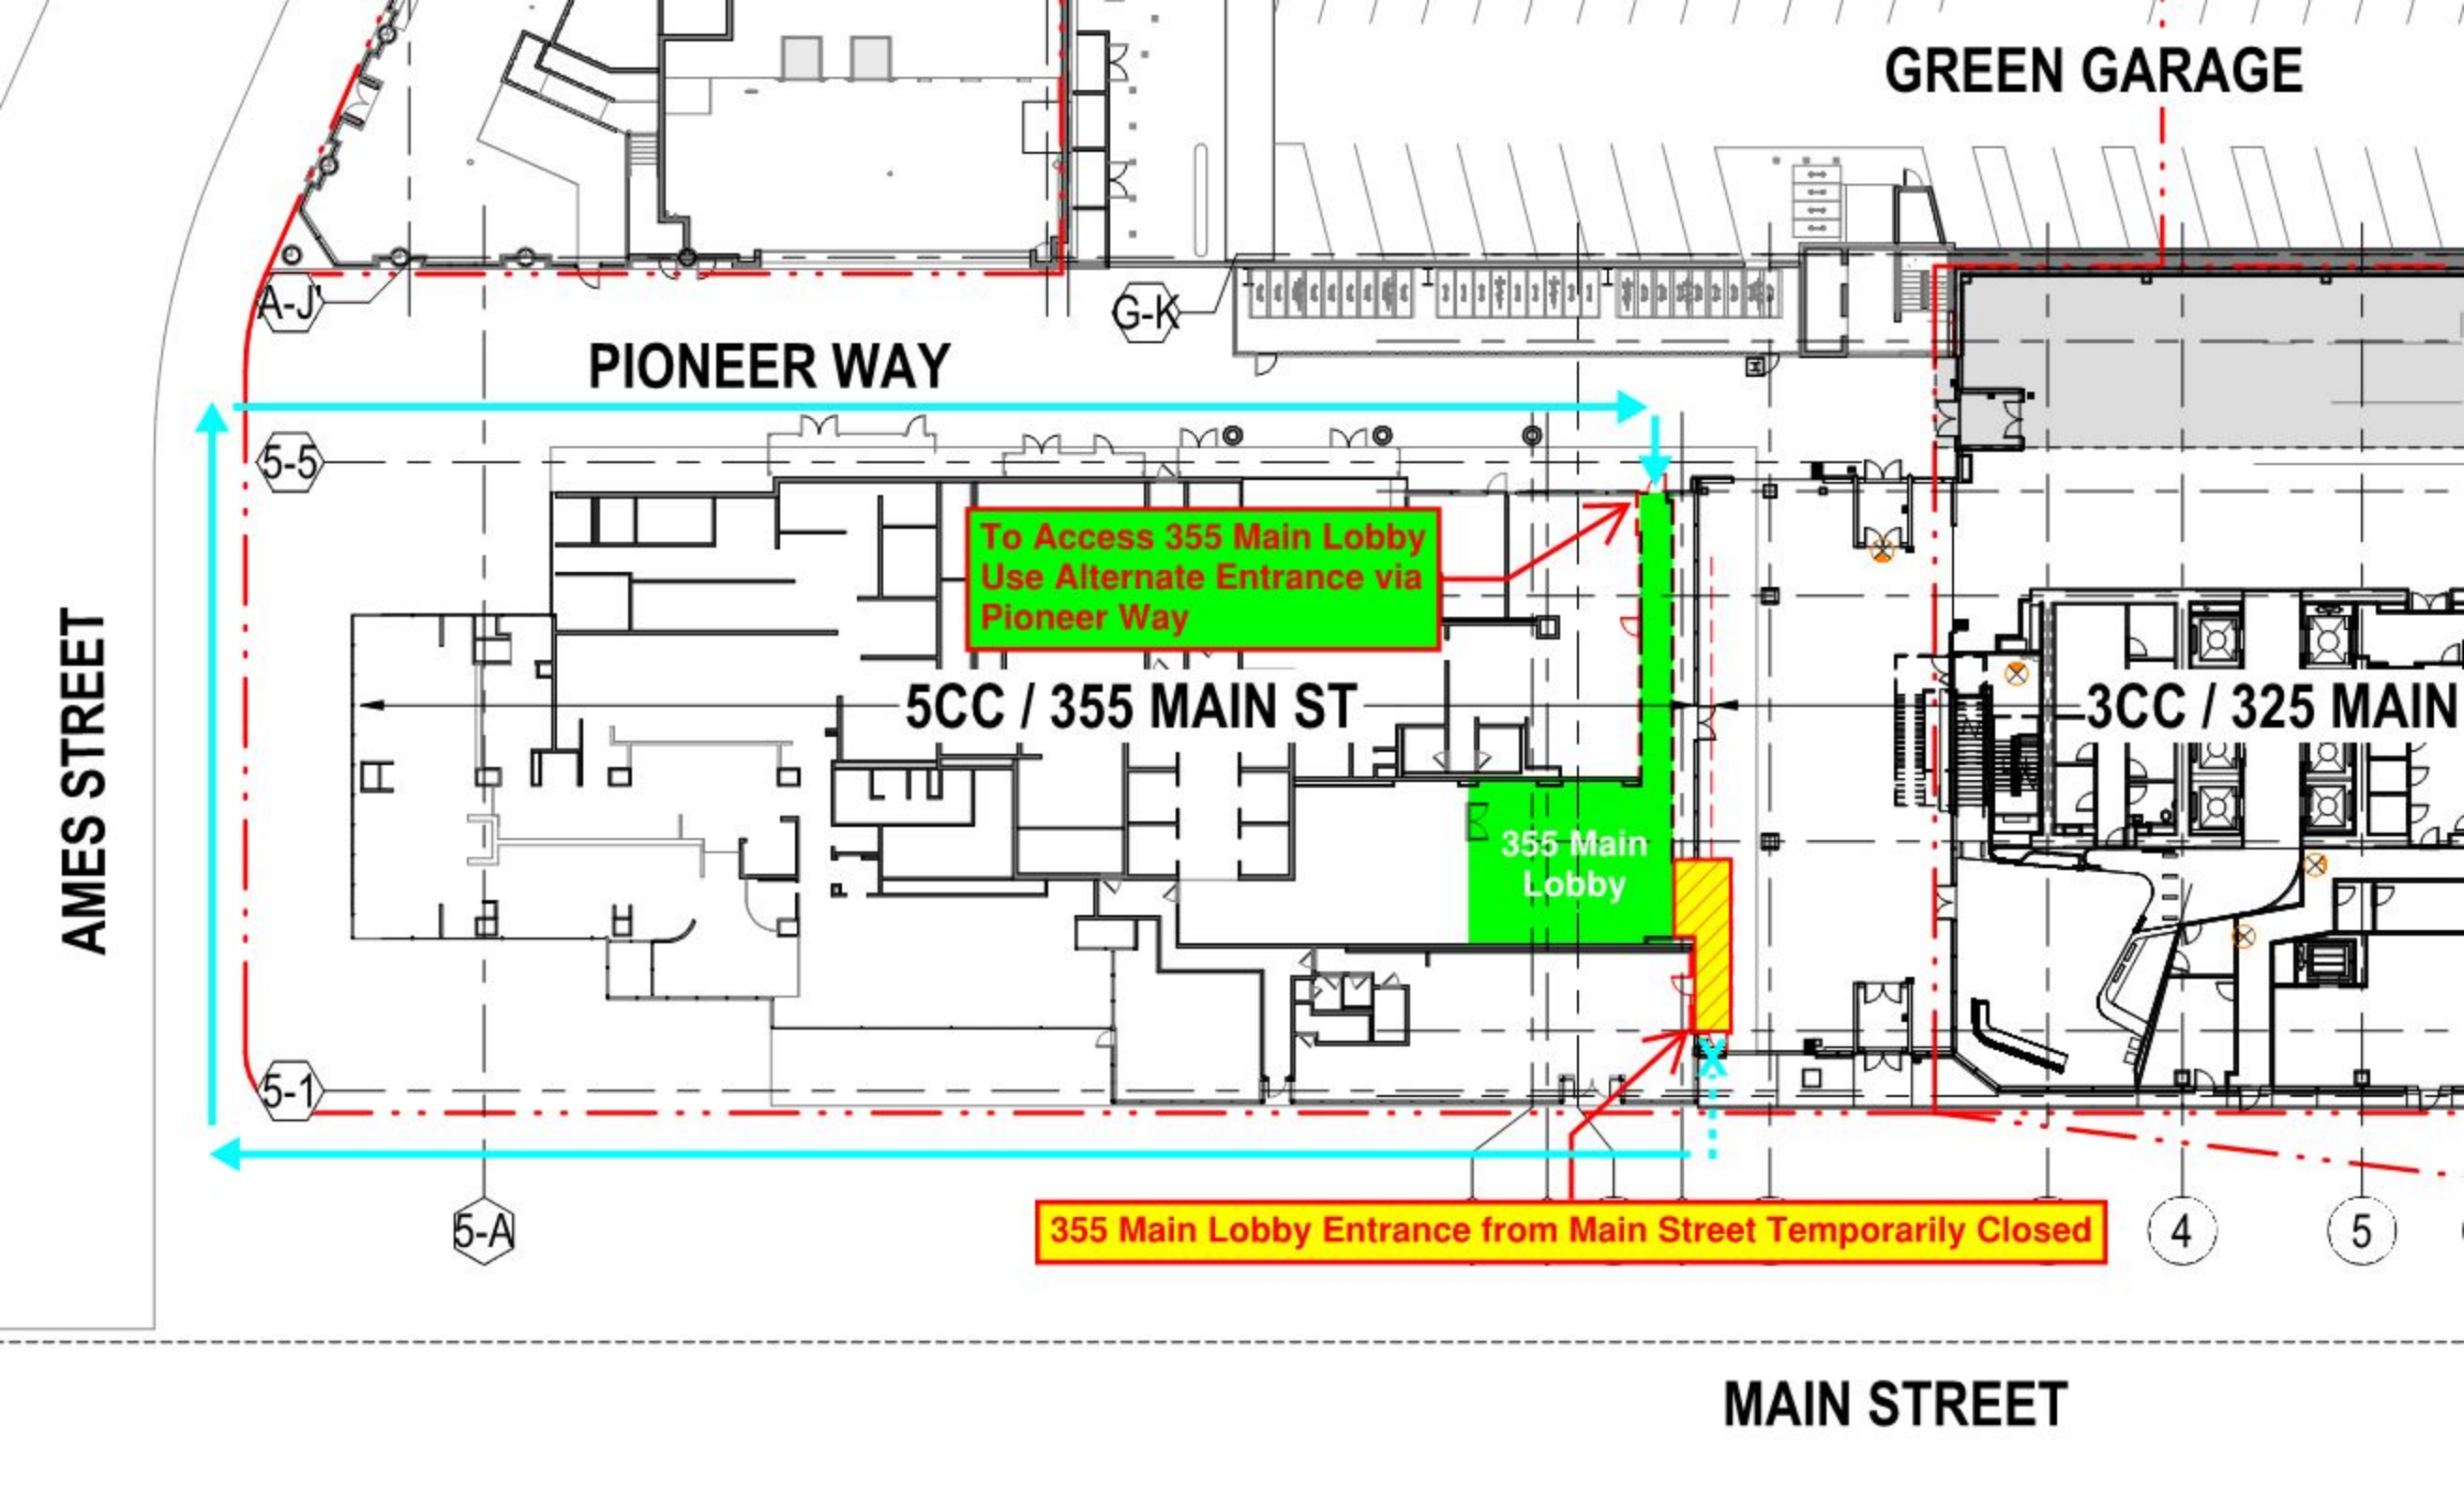 GREEN GARAGE
A-J'
G-K
PIONEER WAY
5-5
To Access 355 Main Lobby
Use Alternate Entrance via
Pioneer Way
AMES STREET
5CC / 355 MAIN ST
3CC / 325 MAIN
355 Main
Lobby
5-1
X
5-A
355 Main Lobby Entrance from Main Street Temporarily Closed
4
5
MAIN STREET